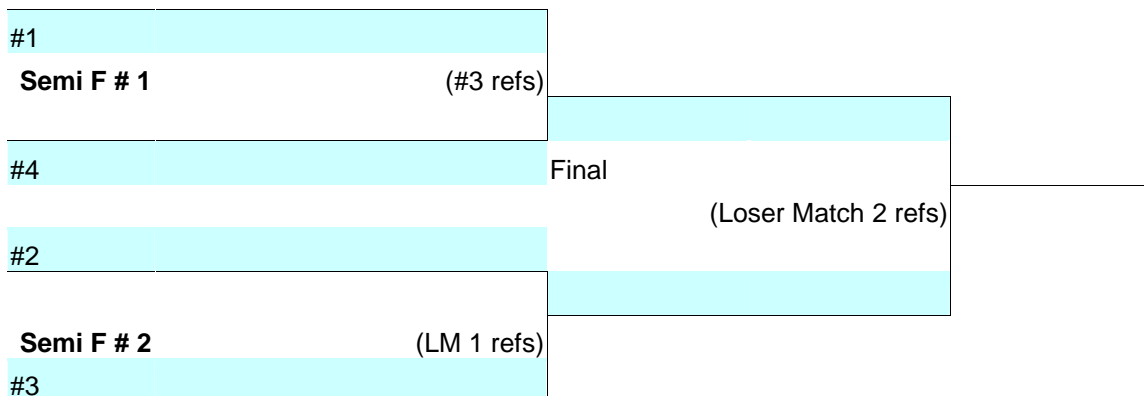 #1
Semi F # 1 (#3 refs)
#4
Final
(Loser Match 2 refs)
#2
Semi F # 2 (LM 1 refs)
#3